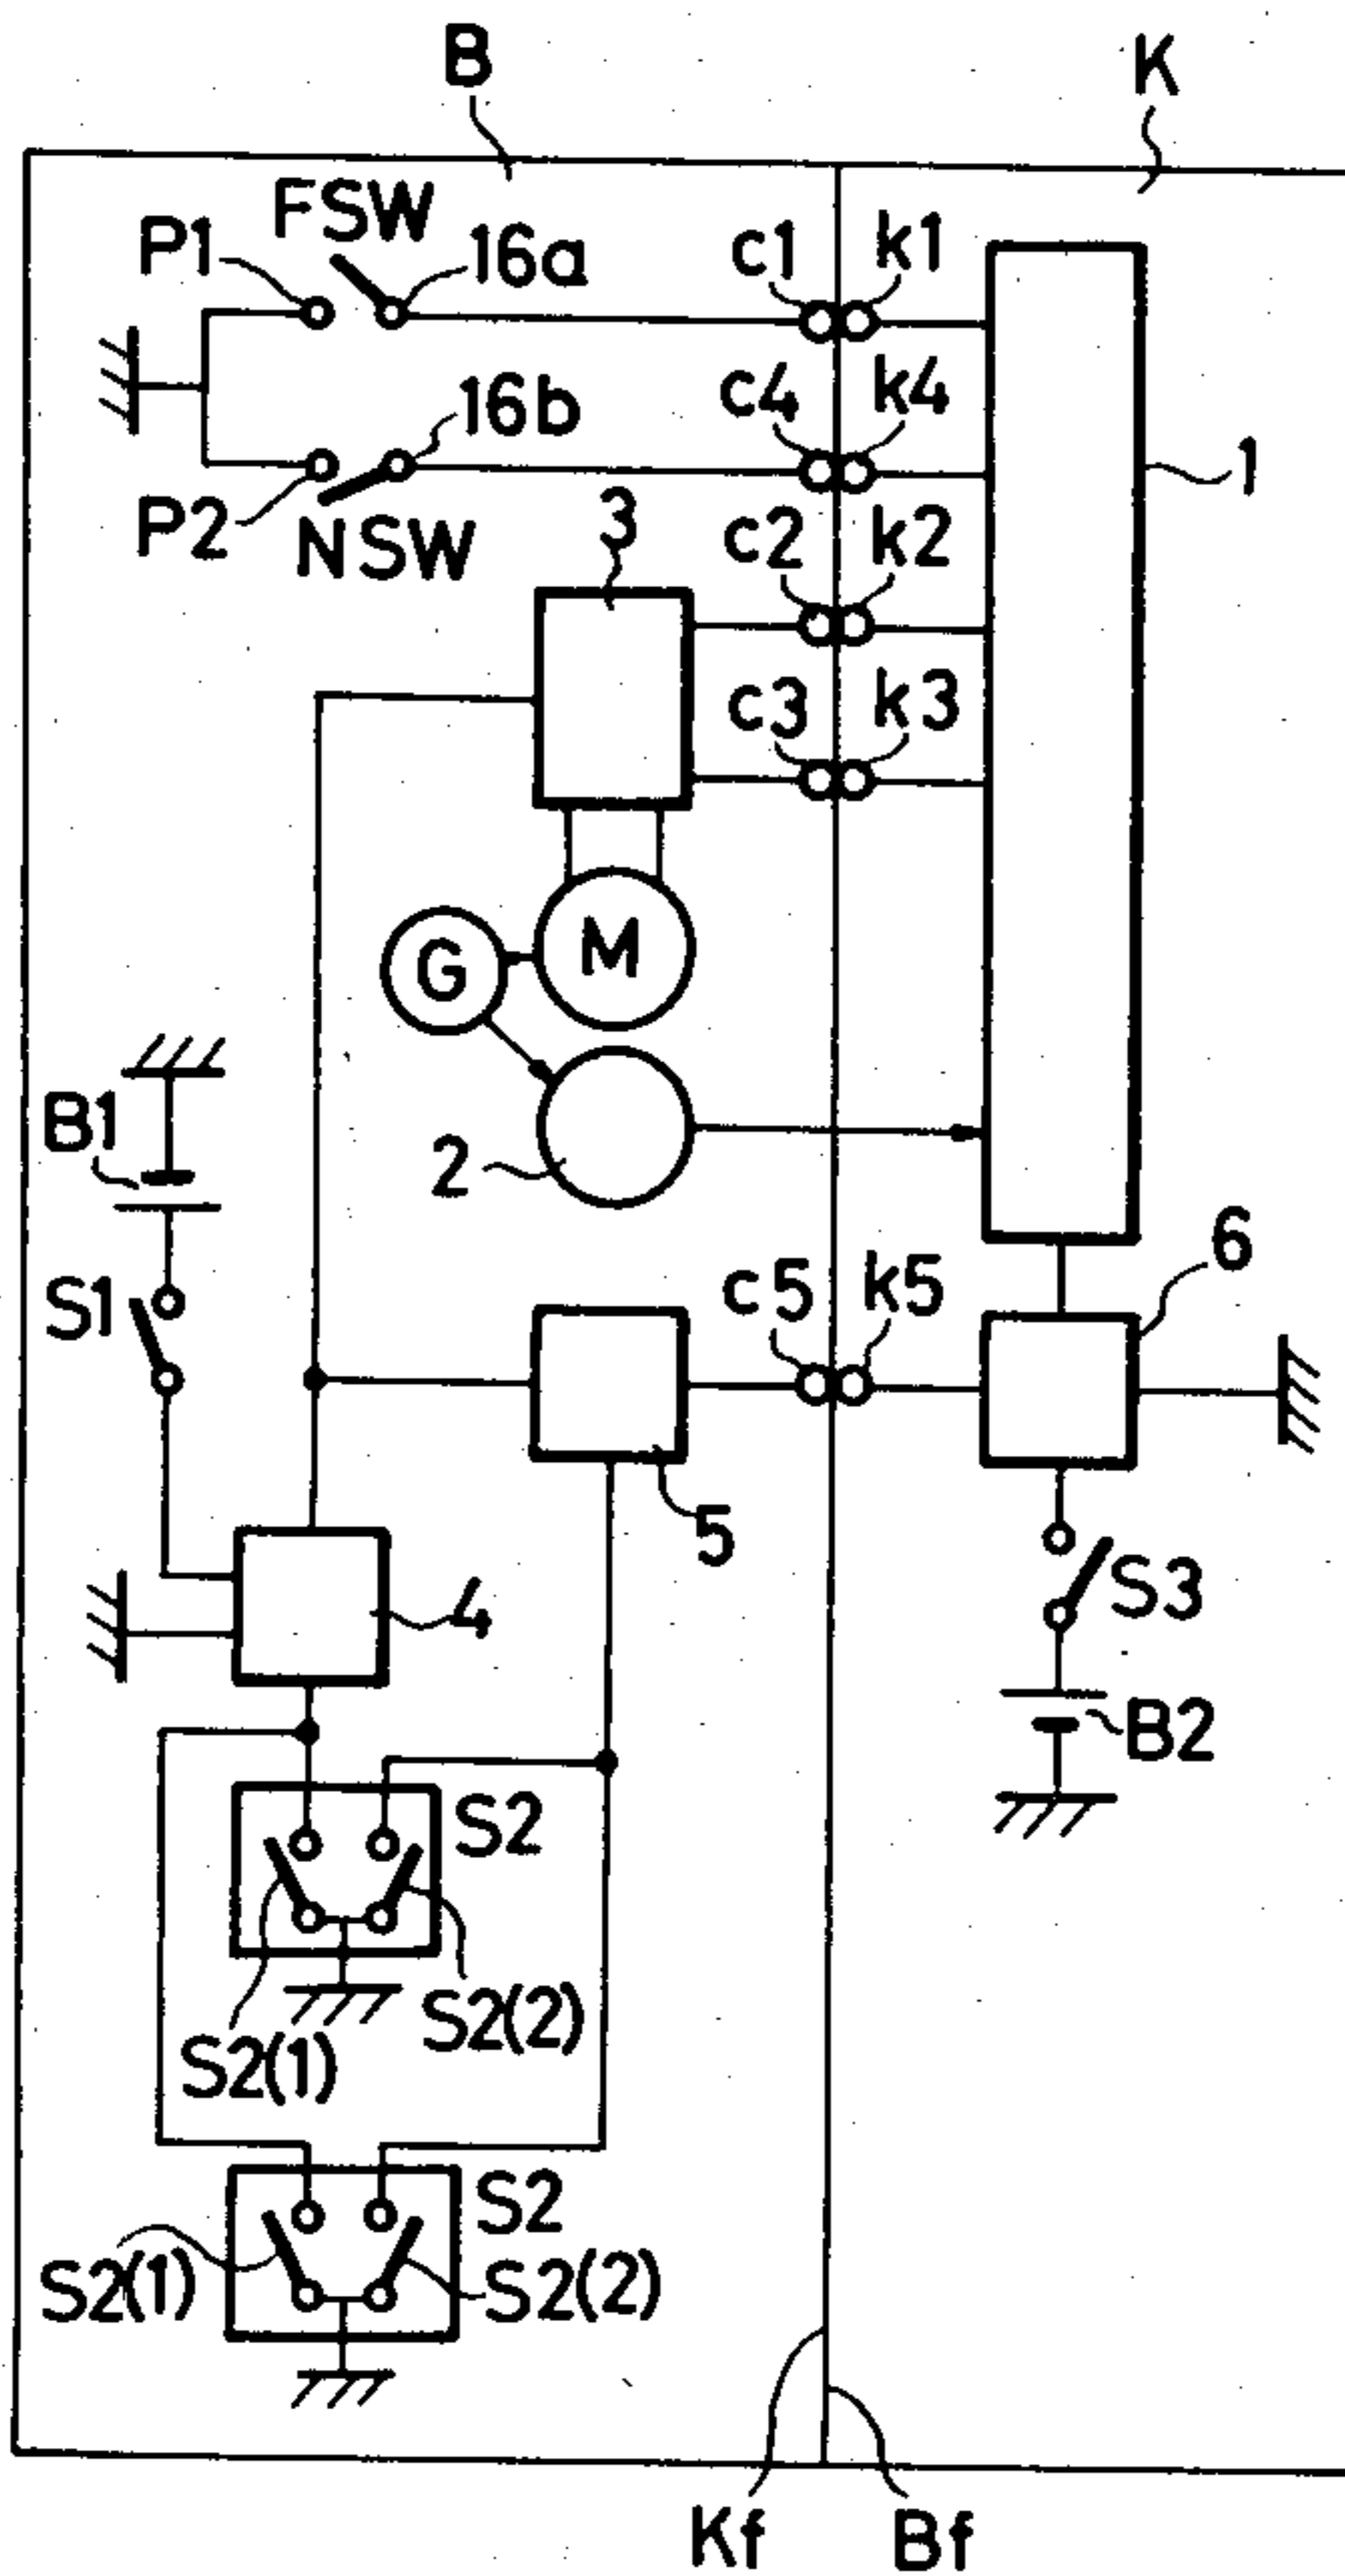 B
K
FSW
P1
16a
c1
k1
16b
c4
k4
1
P2
NSW
3
c2
k2
c3
k3
M
G
B1
2
6
S1
c5
k5
5
4
S3
B2
S2
S2(2)
S2(1)
S2
S2(1)
S2(2)
Kf
Bf